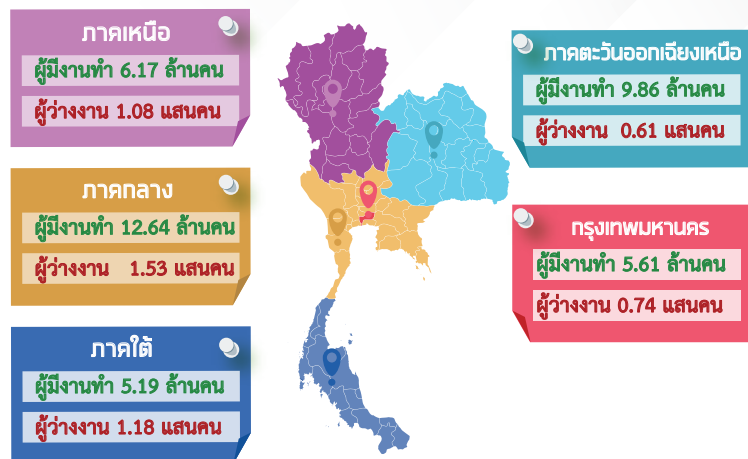 ภาคเหนือ
ผู้มีงานทำ 6.17 ล้านคน
ผู้ว่างงาน 1.08 แสนคน
ภาคกลาง
ผู้มีงานทำ 12.64 ล้านคน
ผู้ว่างงาน 1.53 แสนคน
ภาคใต้
ผู้มีงานทำ 5.19 ล้านคน
ผู้ว่างงาน 1.18 แสนคน
ภาคตะวันออกเฉียงเหนือ
ผู้มีงานทำ 9.86 ล้านคน
ผู้ว่างงาน 0.61 แสนคน
กรุงเทพมหานคร
ผู้มีงานทำ 5.61 ล้านคน
ผู้ว่างงาน 0.74 แสนคน